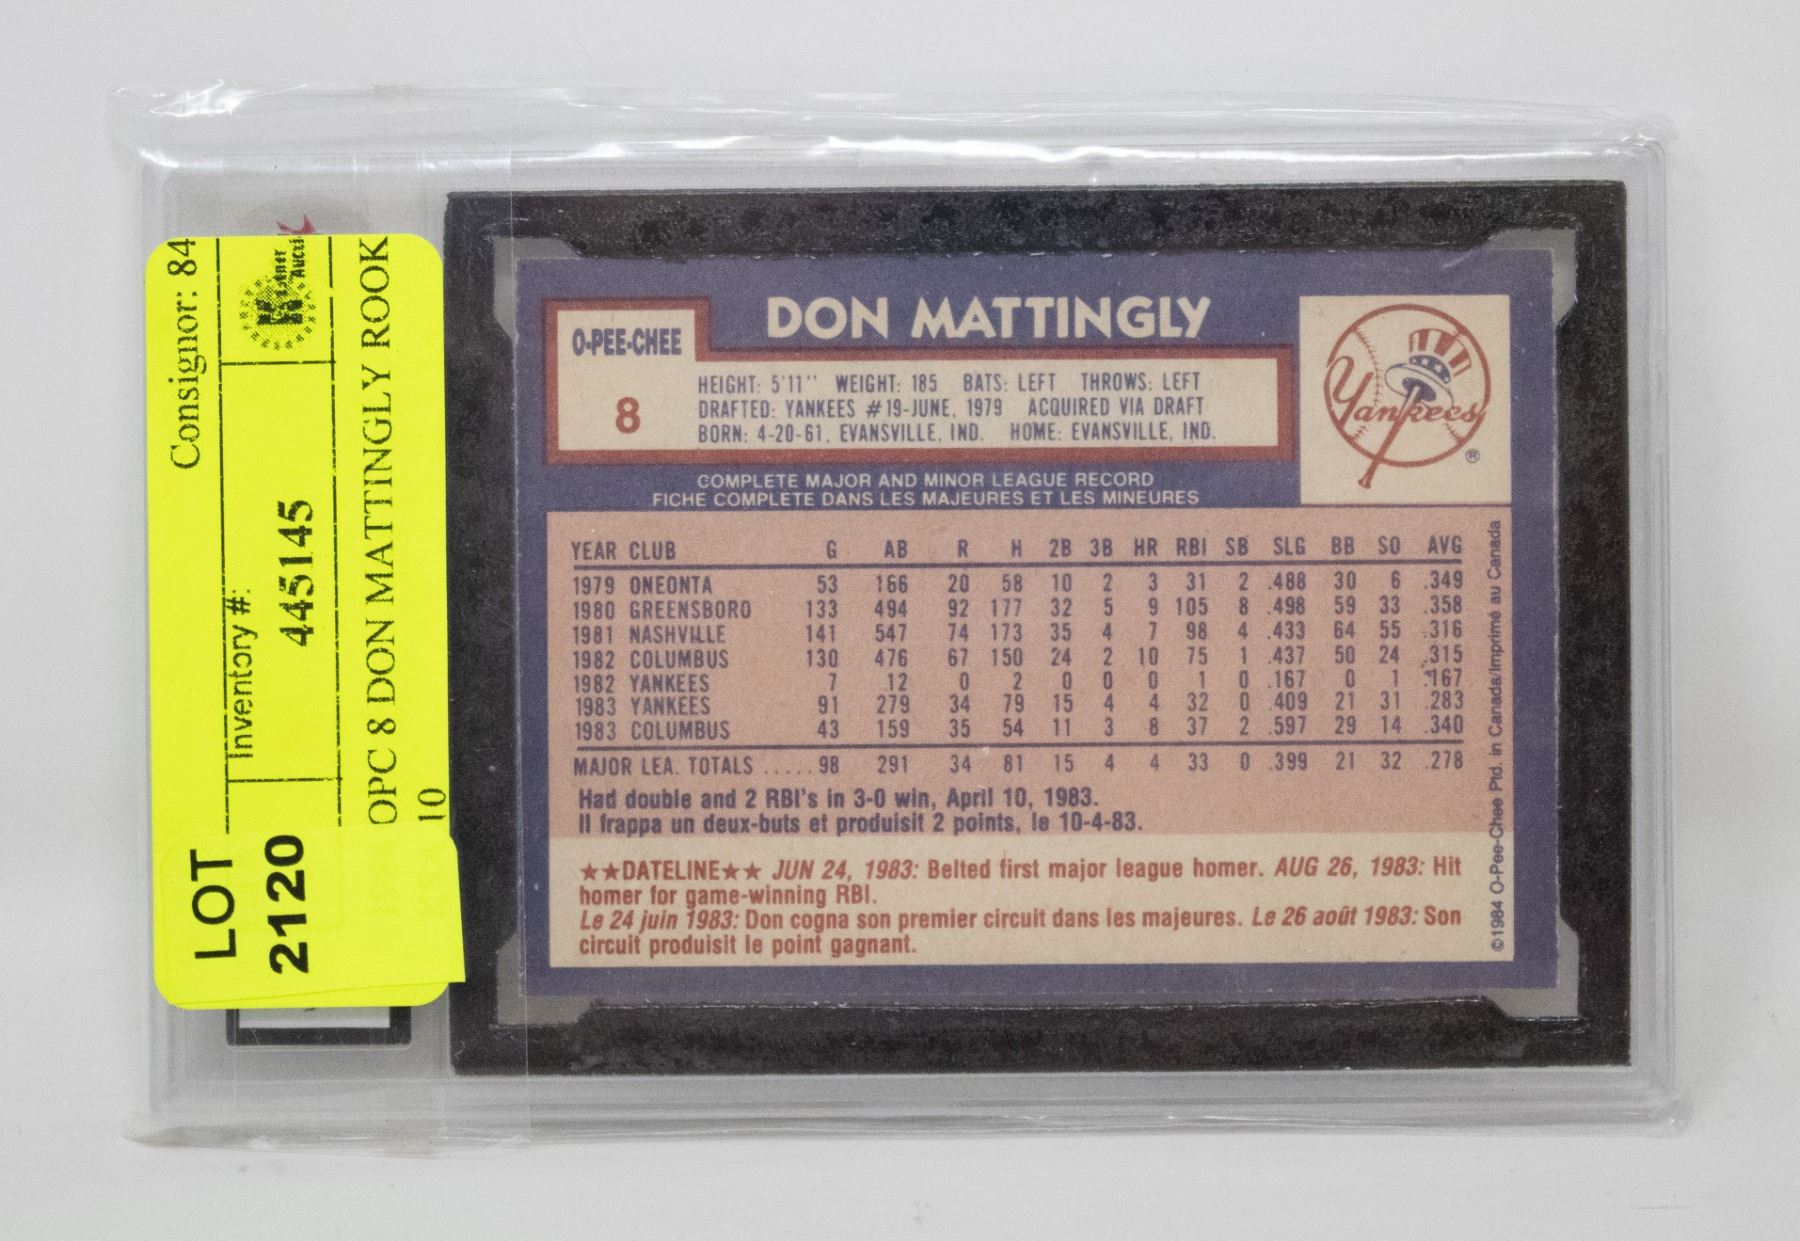 Consignor: 84
Inventory #:
445145
OPC 8 DON MATTINGLY ROOK
10
LOT
2120
O-PEE-CHEE
8
DON MATTINGLY
HEIGHT: 5'11" WEIGHT: 185 BATS: LEFT THROWS: LEFT
DRAFTED: YANKEES #19-JUNE, 1979 ACQUIRED VIA DRAFT
BORN: 4-20-61, EVANSVILLE, IND. HOME: EVANSVILLE, IND.
Yankees
®
COMPLETE MAJOR AND MINOR LEAGUE RECORD
FICHE COMPLETE DANS LES MAJEURES ET LES MINEURES
YEAR CLUB G AB R H 2B 3B HR RBI SB SLG BB SO AVG
1979 ONEONTA 53 166 20 58 10 2 3 31 2 .488 30 6 .349
1980 GREENSBORO 133 494 92 177 32 5 9 105 8 .498 59 33 .358
1981 NASHVILLE 141 547 74 173 35 4 7 98 4 .433 64 55 .316
1982 COLUMBUS 130 476 67 150 24 2 10 75 1 .437 50 24 .315
1982 YANKEES 7 12 0 2 0 0 0 1 0 .167 0 1 .167
1983 YANKEES 91 279 34 79 15 4 4 32 0 .409 21 31 .283
1983 COLUMBUS 43 159 35 54 11 3 8 37 2 .597 29 14 .340
MAJOR LEA. TOTALS ..... 98 291 34 81 15 4 4 33 0 .399 21 32 .278
Had double and 2 RBI's in 3-0 win, April 10, 1983.
Il frappa un deux-buts et produisit 2 points, le 10-4-83.
★★DATELINE★★ JUN 24, 1983: Belted first major league homer. AUG 26, 1983: Hit
homer for game-winning RBI.
Le 24 juin 1983: Don cogna son premier circuit dans les majeures. Le 26 août 1983: Son
circuit produisit le point gagnant.
©1984 O-Pee-Chee Ptd. in Canada/Imprimé au Canada